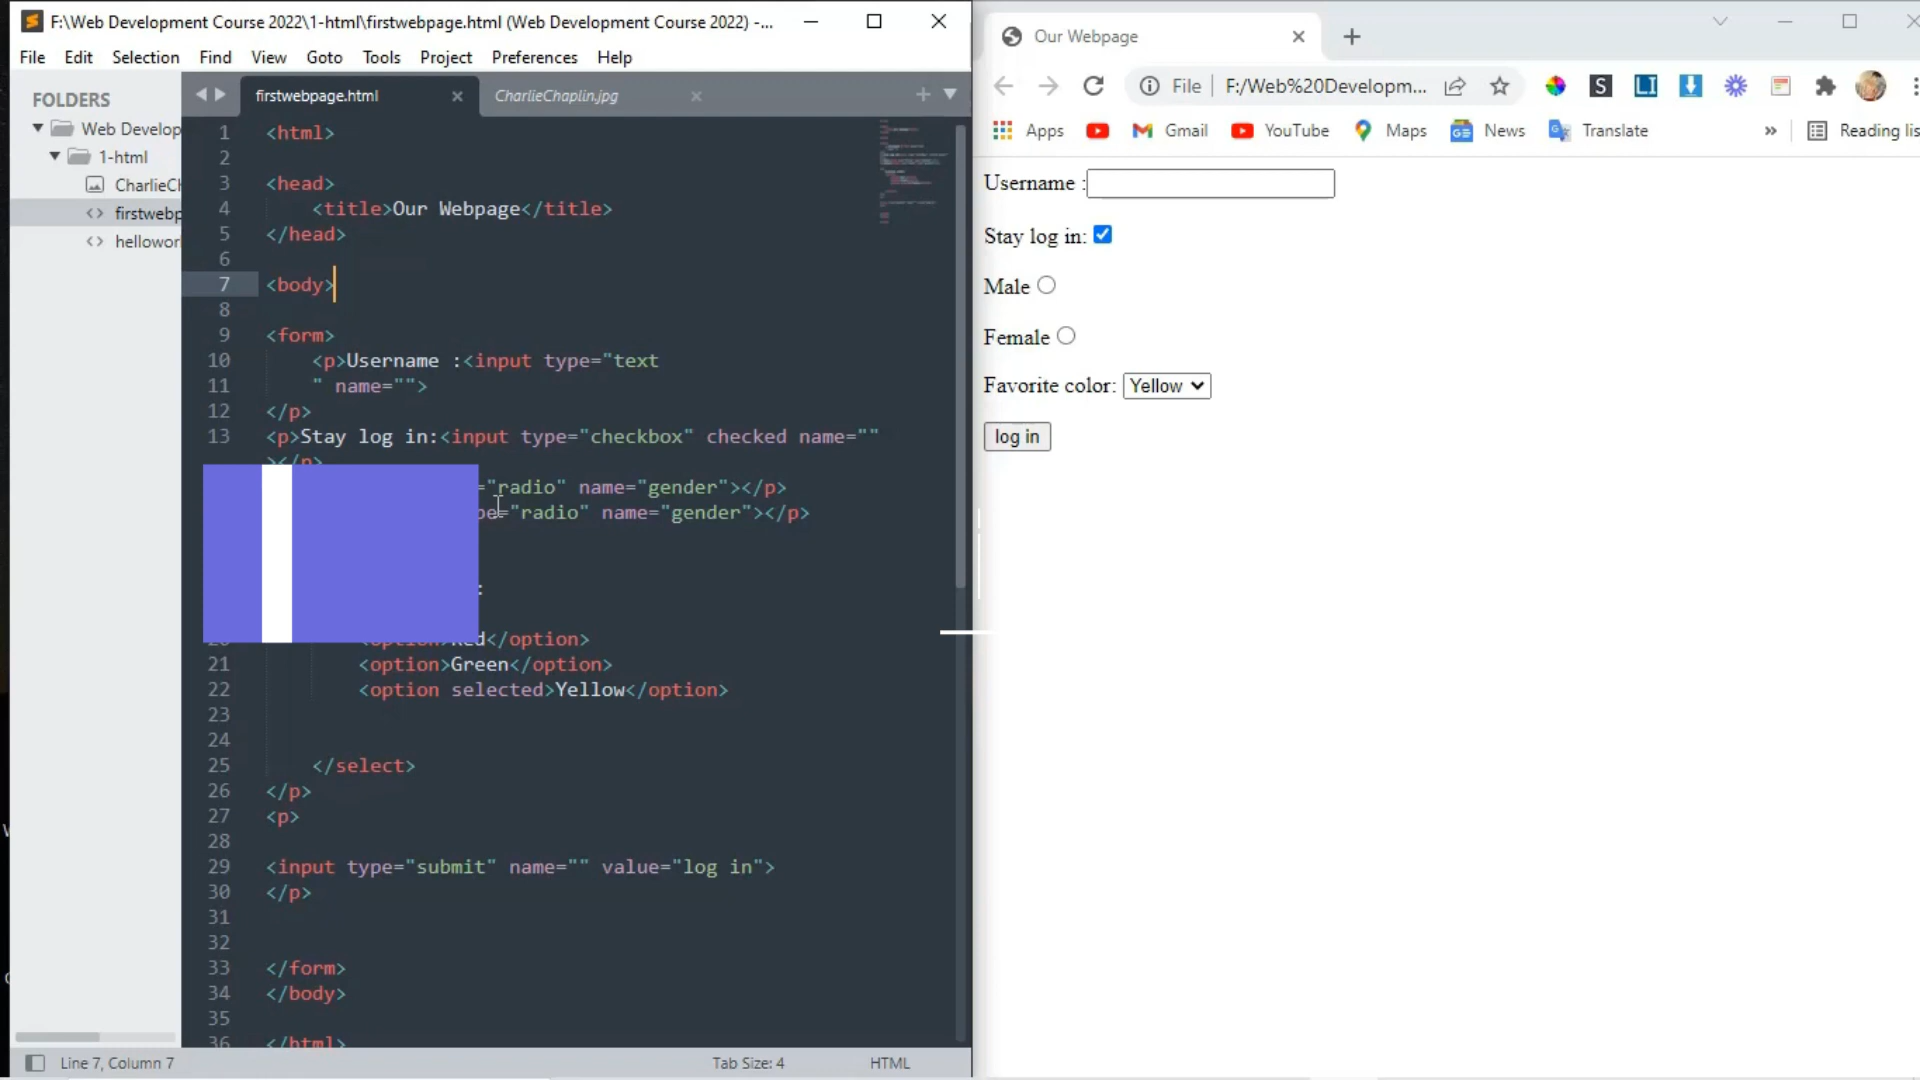 F:\Web Development Course 2022\1-html\firstwebpage.html (Web Development Course 2022) -...
File Edit Selection Find View Goto Tools Project Preferences Help
FOLDERS
Web Develop
1-html
CharlieCh
firstwebp
hellowor
firstwebpage.html
CharlieChaplin.jpg
1 <html>
2
3 <head>
4 <title>Our Webpage</title>
5 </head>
6
7 <body>
8
9 <form>
10 <p>Username :<input type="text
11 " name="">
12 </p>
13 <p>Stay log in:<input type="checkbox" checked name=""
></p>
="radio" name="gender"></p>
pe="radio" name="gender"></p>
:
<option>Red</option>
21 <option>Green</option>
22 <option selected>Yellow</option>
23
24
25 </select>
26 </p>
27 <p>
28
29 <input type="submit" name="" value="log in">
30 </p>
31
32
33 </form>
34 </body>
35
36 </html>
Line 7, Column 7
Tab Size: 4
HTML
Our Webpage
File F:/Web%20Developm...
Apps
Gmail
YouTube
Maps
News
Translate
»
Reading lis
Username :
Stay log in:
Male
Female
Favorite color: Yellow
log in